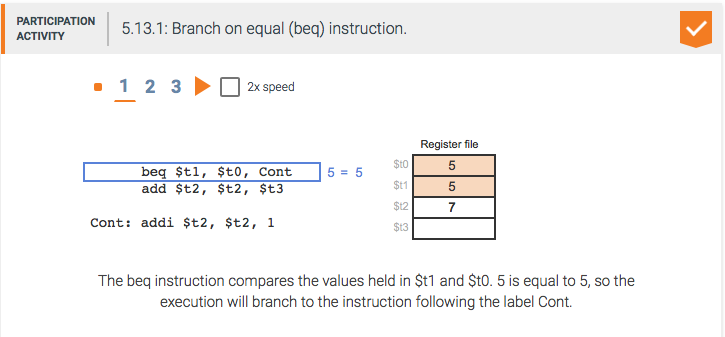 PARTICIPATION
ACTIVITY
5.13.1: Branch on equal (beq) instruction.
1 2 3 2x speed
Register file
beq $t1, $t0, Cont 5 = 5
add $t2, $t2, $t3
Cont: addi $t2, $t2, 1
$t0 5
$t1 5
$t2 7
$t3
The beq instruction compares the values held in $t1 and $t0. 5 is equal to 5, so the
execution will branch to the instruction following the label Cont.